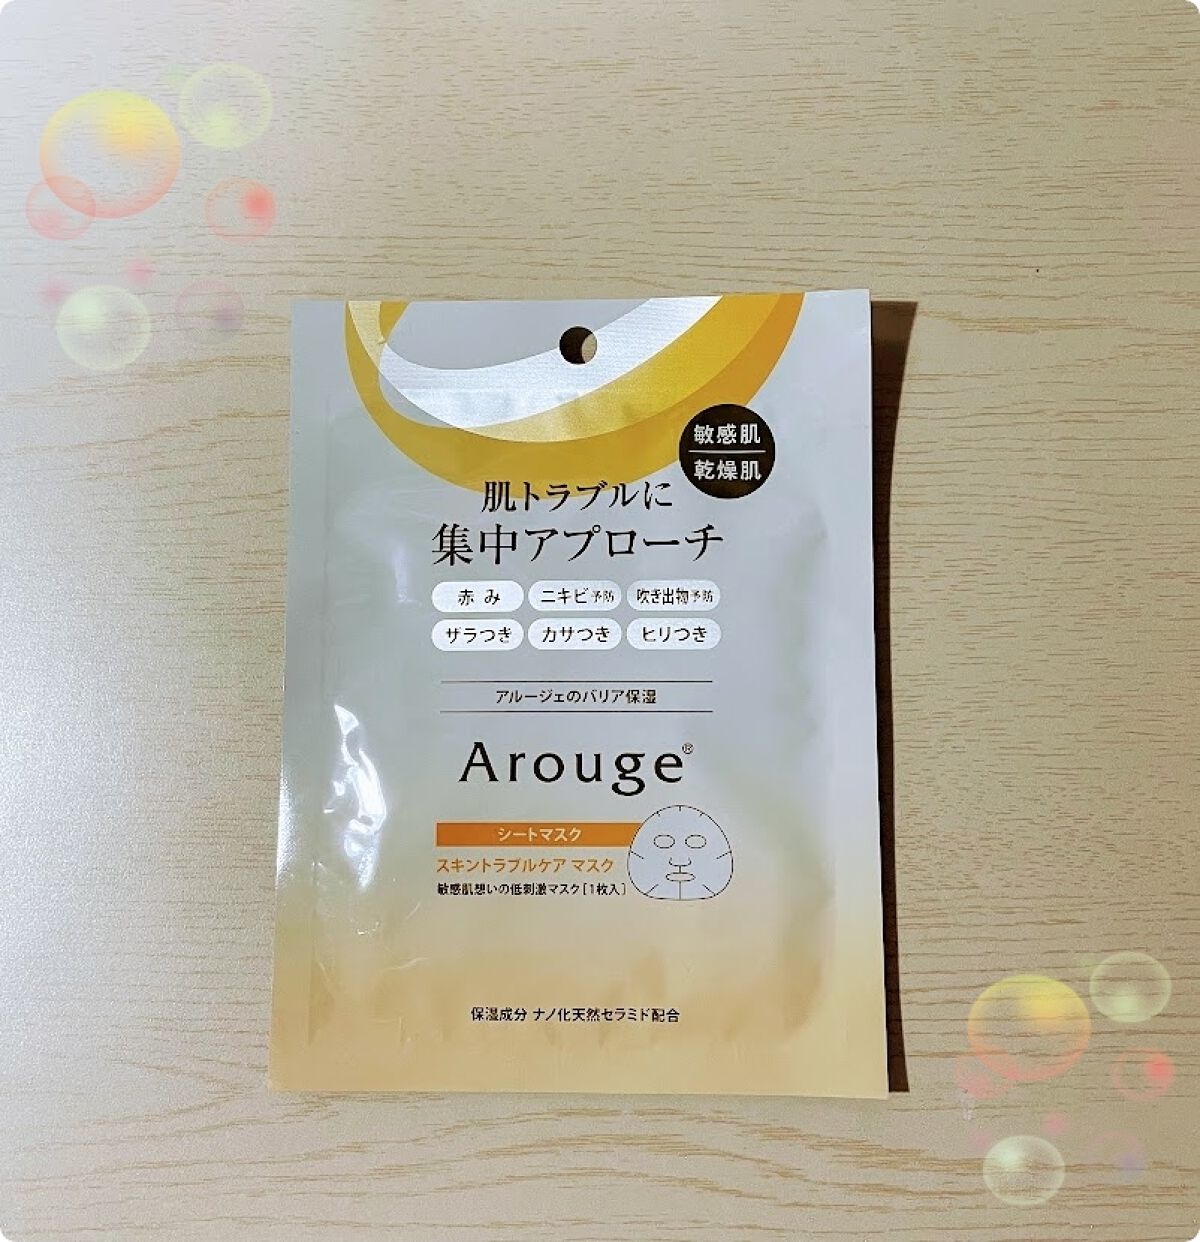 敏感肌
乾燥肌
肌トラブルに
集中アプローチ
赤み ニキビ予防 吹き出物予防
ザラつき カサつき ヒリつき
アルージェのバリア保湿
Arouge®
シートマスク
スキントラブルケア マスク
敏感肌想いの低刺激マスク[1枚入]
保湿成分 ナノ化天然セラミド配合